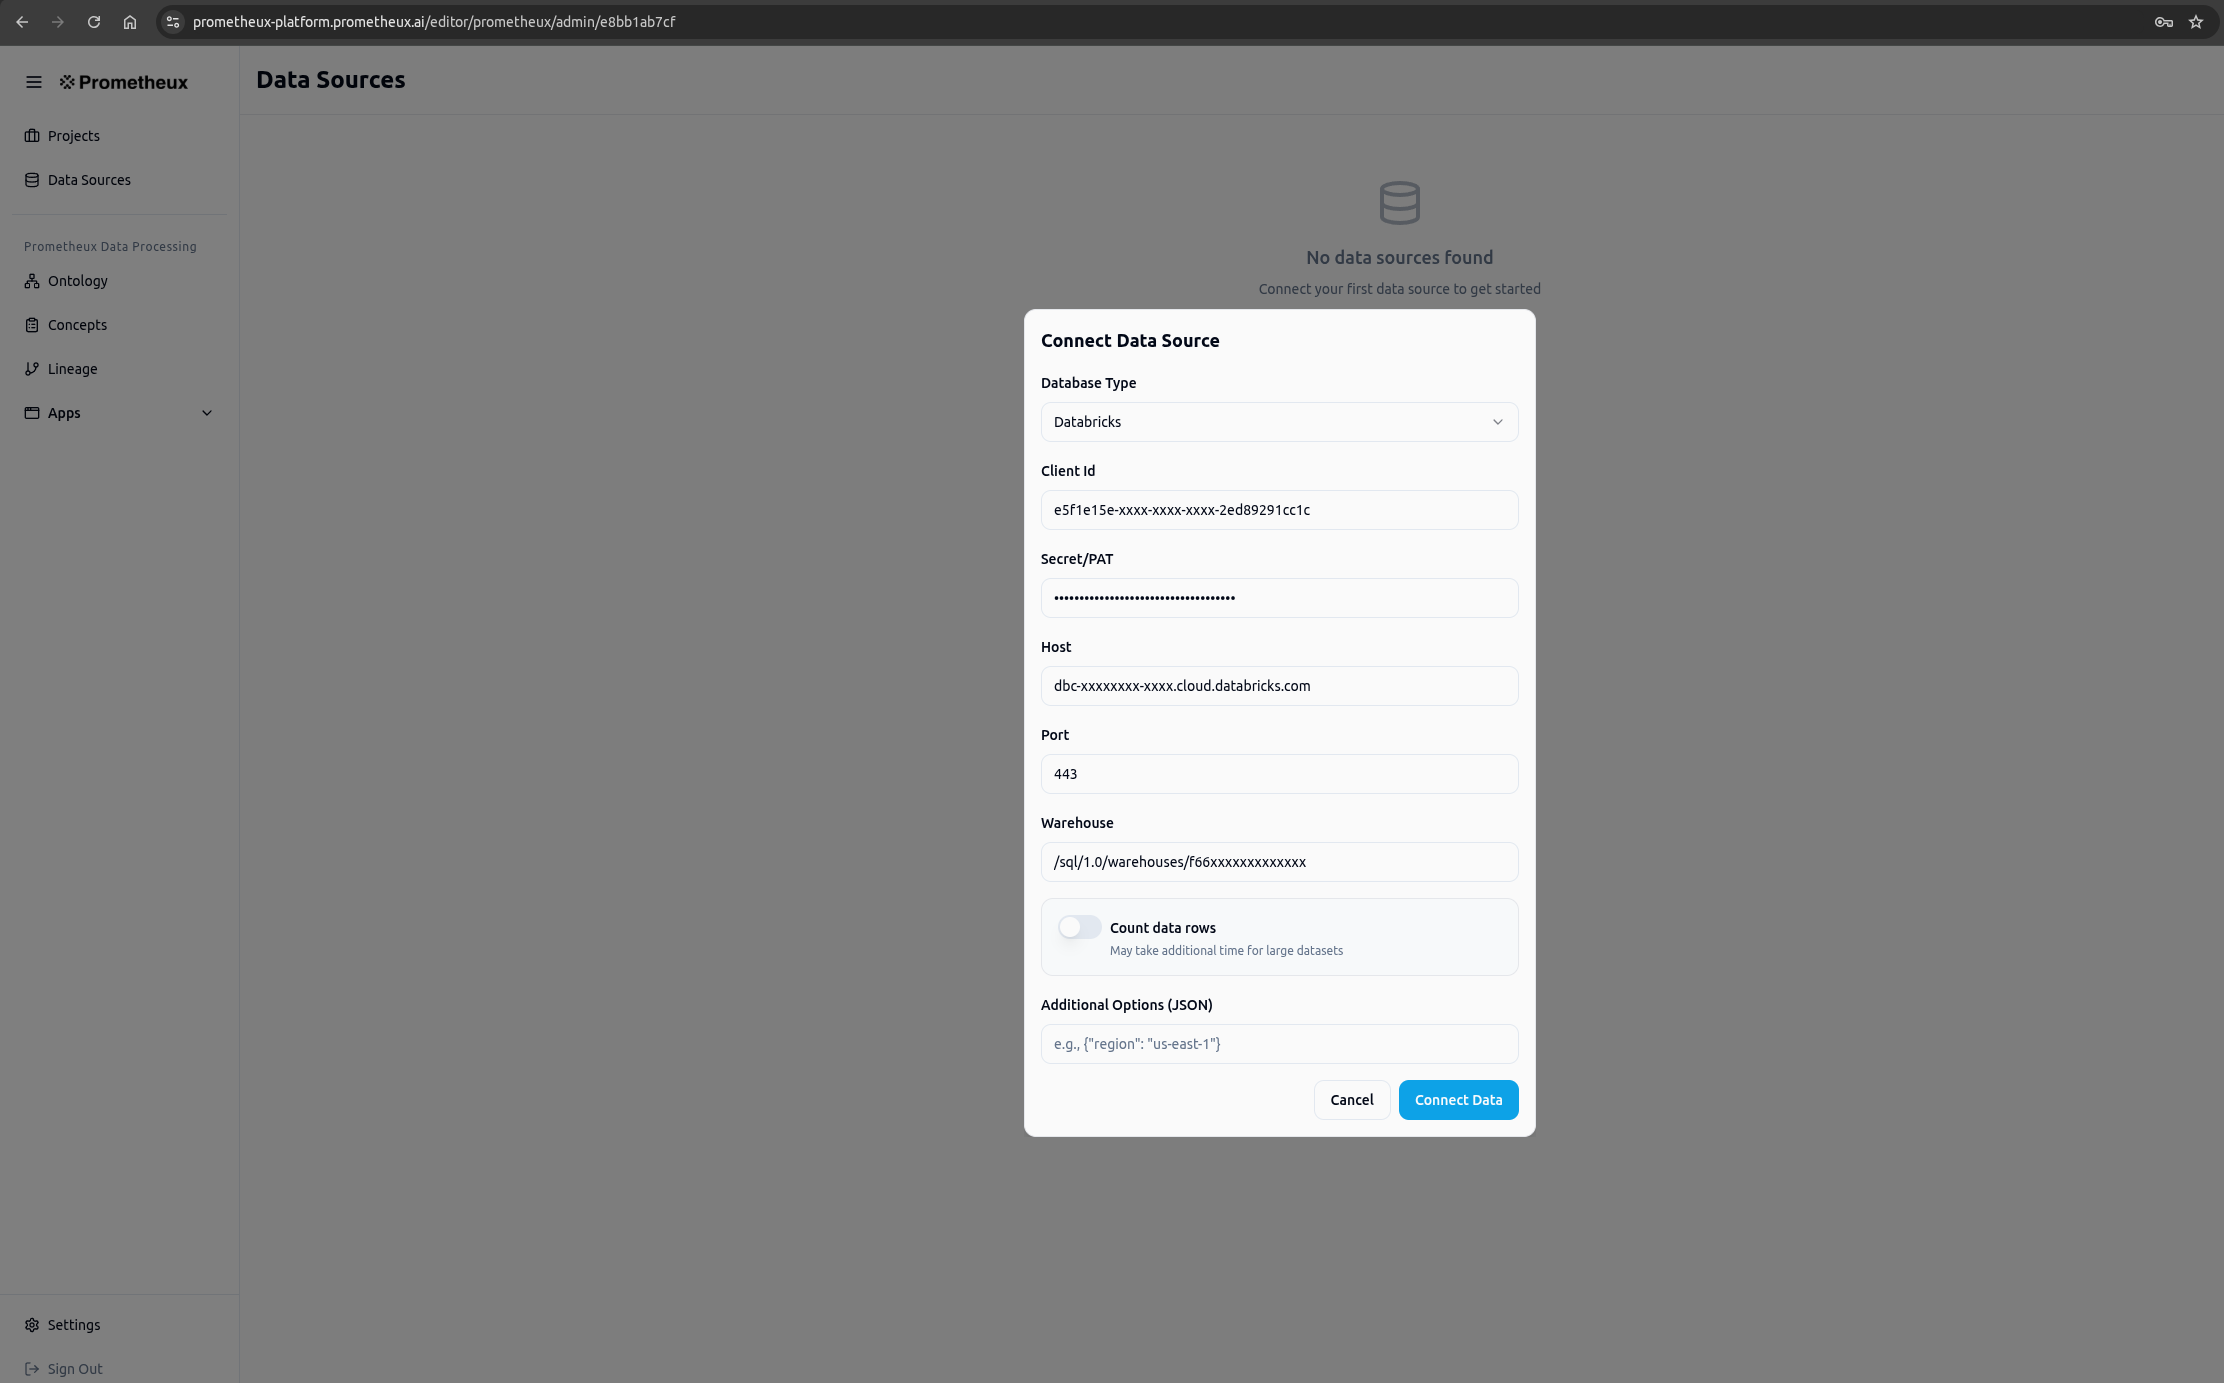 prometheux-platform.prometheux.ai/editor/prometheux/admin/e8bb1ab7cf
Prometheux
Projects
Data Sources
Prometheux Data Processing
Ontology
Concepts
Lineage
Apps
Settings
Sign Out
Data Sources
No data sources found
Connect your first data source to get started
Connect Data Source
Database Type
Databricks
Client Id
e5f1e15e-xxxx-xxxx-xxxx-2ed89291cc1c
Secret/PAT
••••••••••••••••••••••••••••••••••••
Host
dbc-xxxxxxxx-xxxx.cloud.databricks.com
Port
443
Warehouse
/sql/1.0/warehouses/f66xxxxxxxxxxxxx
Count data rows
May take additional time for large datasets
Additional Options (JSON)
e.g., {"region": "us-east-1"}
Cancel
Connect Data